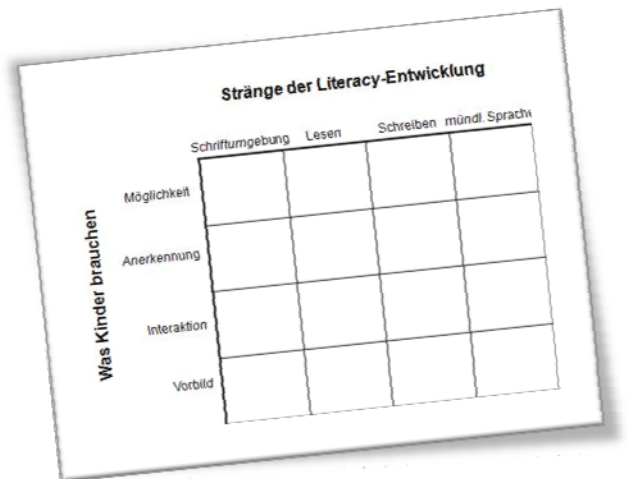 Stränge der Literacy-Entwicklung
Schriftumgebung Lesen Schreiben mündl. Sprache
Was Kinder brauchen
Möglichkeit
Anerkennung
Interaktion
Vorbild